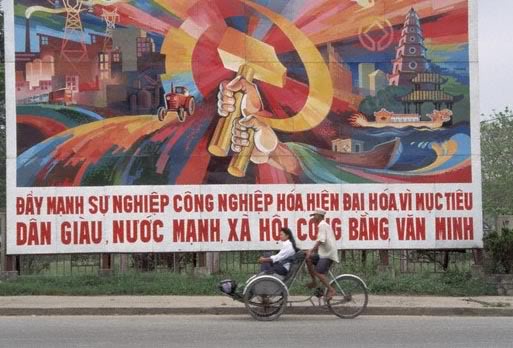 ĐẨY MẠNH SỰ NGHIỆP CÔNG NGHIỆP HÓA, HIỆN ĐẠI HÓA VÌ MỤC TIÊU
DÂN GIÀU, NƯỚC MẠNH, XÃ HỘI CÔNG BẰNG VĂN MINH